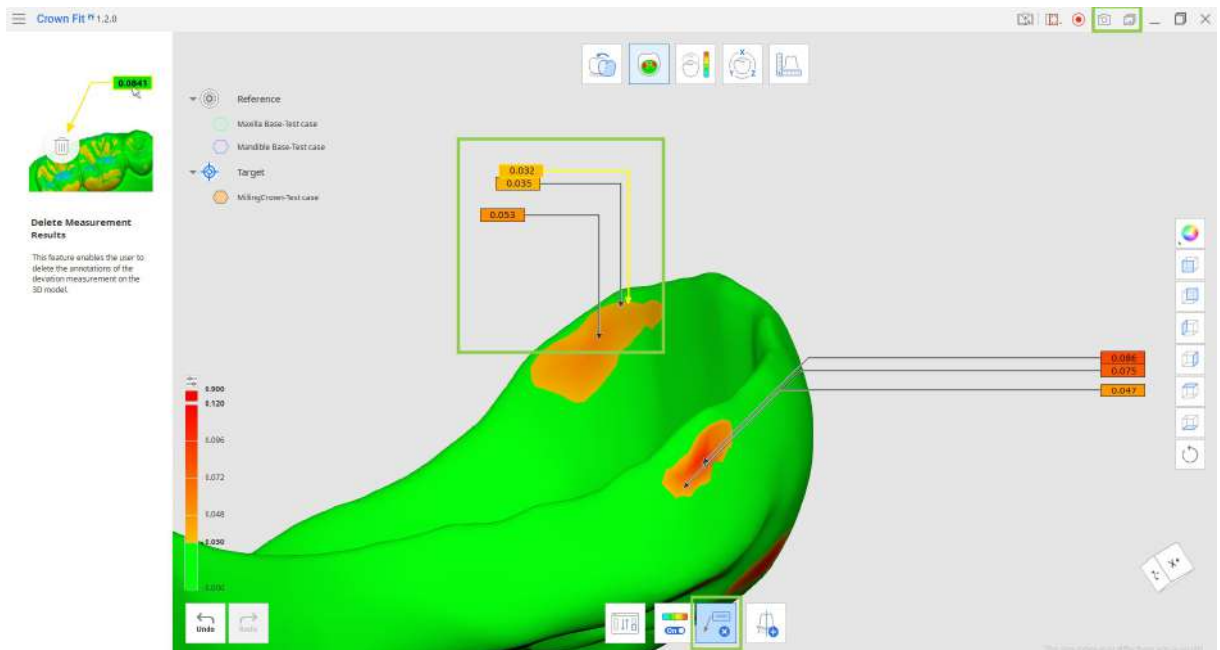 Crown Fit 1.2.0
0.0841
Delete Measurement
Results
This feature enables the user to
delete the annotations of the
deviation measurement on the
3D model.
Reference
Maxilla Base-Test case
Mandible Base-Test case
Target
MillingCrown-Test case
X
Z
0.032
0.035
0.053
0.086
0.075
0.047
0.900
0.120
0.096
0.072
0.048
0.030
0.000
Undo
Redo
On